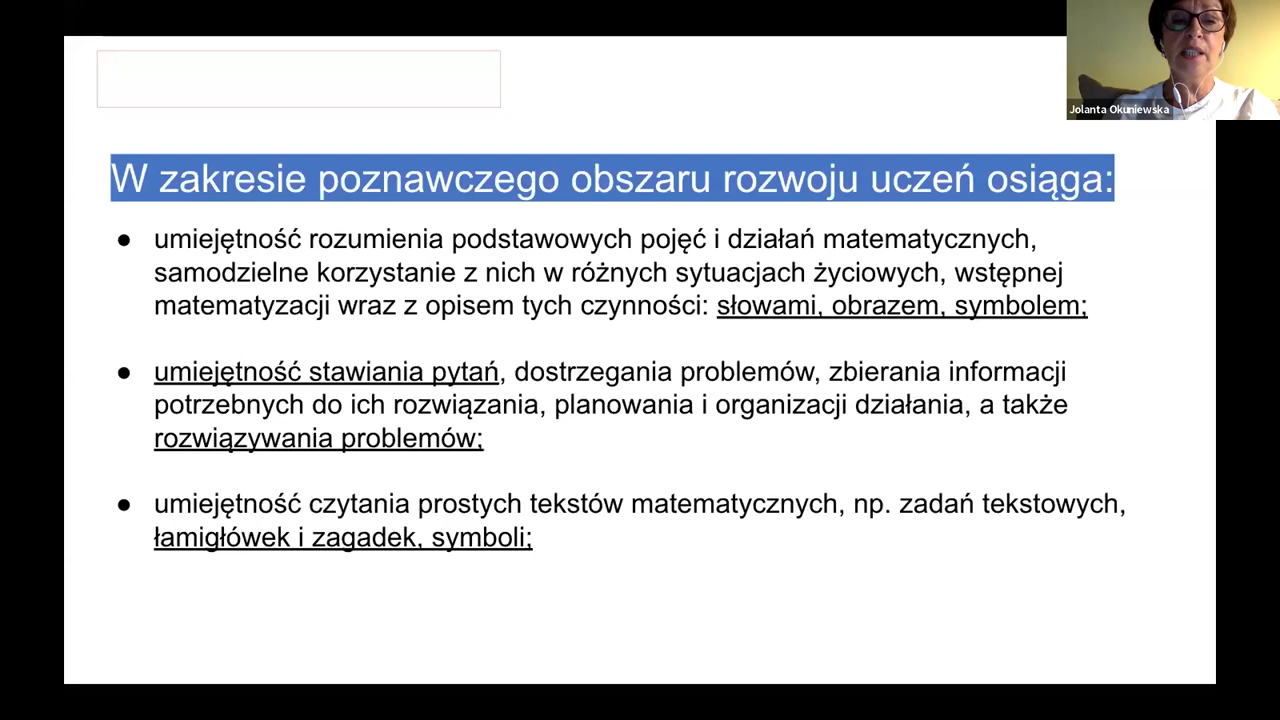 Jolanta Okuniewska
W zakresie poznawczego obszaru rozwoju uczeń osiąga:
● umiejętność rozumienia podstawowych pojęć i działań matematycznych,
samodzielne korzystanie z nich w różnych sytuacjach życiowych, wstępnej
matematyzacji wraz z opisem tych czynności: słowami, obrazem, symbolem;
● umiejętność stawiania pytań, dostrzegania problemów, zbierania informacji
potrzebnych do ich rozwiązania, planowania i organizacji działania, a także
rozwiązywania problemów;
● umiejętność czytania prostych tekstów matematycznych, np. zadań tekstowych,
łamigłówek i zagadek, symboli;